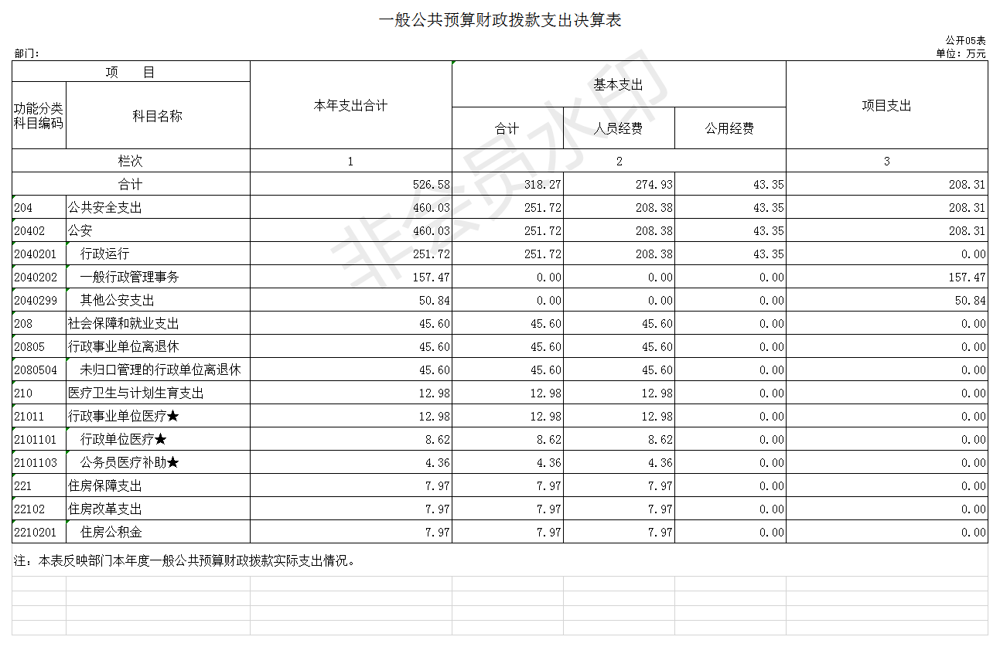 一般公共预算财政拨款支出决算表
公开05表
部门：
单位：万元
项 目
本年支出合计
基本支出
项目支出
功能分类
科目编码
科目名称
合计 人员经费 公用经费
栏次 1 2 3
合计 526.58 318.27 274.93 43.35 208.31
204 公共安全支出 460.03 251.72 208.38 43.35 208.31
20402 公安 460.03 251.72 208.38 43.35 208.31
2040201 行政运行 251.72 251.72 208.38 43.35 0.00
2040202 一般行政管理事务 157.47 0.00 0.00 0.00 157.47
2040299 其他公安支出 50.84 0.00 0.00 0.00 50.84
208 社会保障和就业支出 45.60 45.60 45.60 0.00 0.00
20805 行政事业单位离退休 45.60 45.60 45.60 0.00 0.00
2080504 未归口管理的行政单位离退休 45.60 45.60 45.60 0.00 0.00
210 医疗卫生与计划生育支出 12.98 12.98 12.98 0.00 0.00
21011 行政事业单位医疗★ 12.98 12.98 12.98 0.00 0.00
2101101 行政单位医疗★ 8.62 8.62 8.62 0.00 0.00
2101103 公务员医疗补助★ 4.36 4.36 4.36 0.00 0.00
221 住房保障支出 7.97 7.97 7.97 0.00 0.00
22102 住房改革支出 7.97 7.97 7.97 0.00 0.00
2210201 住房公积金 7.97 7.97 7.97 0.00 0.00
注：本表反映部门本年度一般公共预算财政拨款实际支出情况。
非会员水印